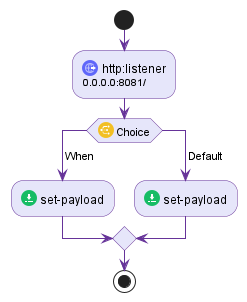 http:listener
0.0.0.0:8081/
Choice
When
Default
set-payload
set-payload